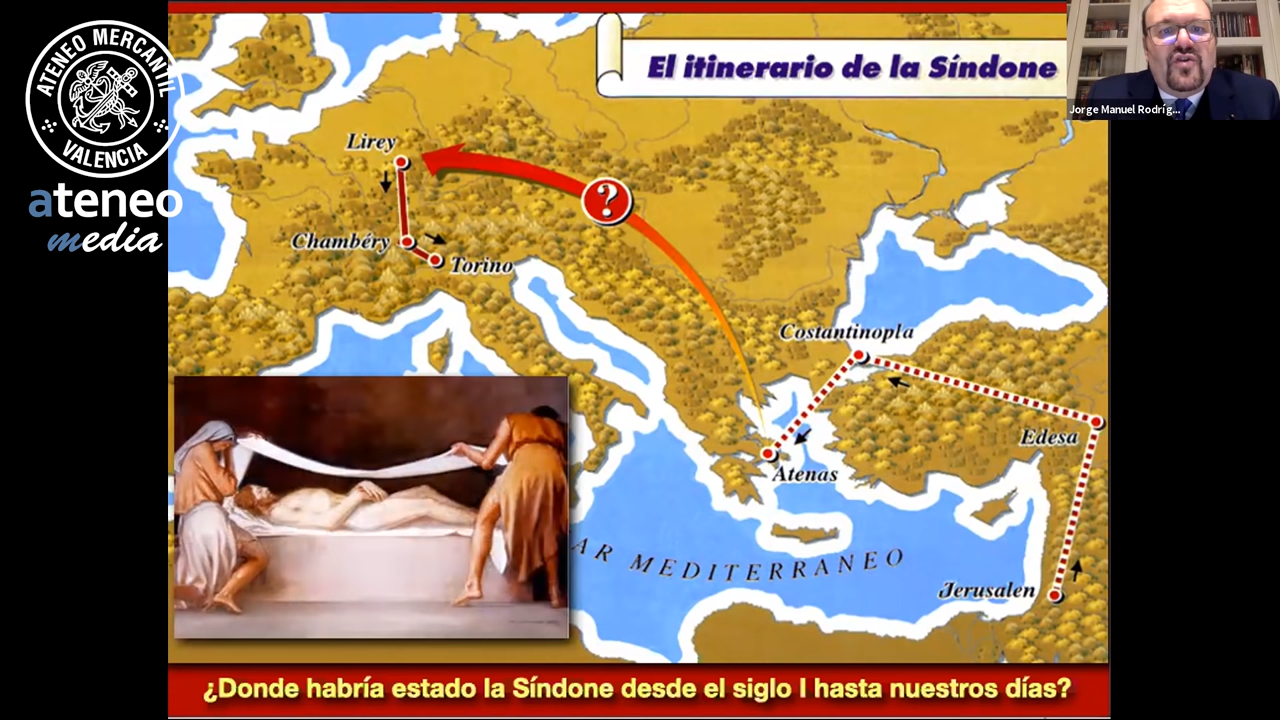 ATENEO MERCANTIL
VALENCIA
ateneo
media
El itinerario de la Síndone
Jorge Manuel Rodríg...
Lirey
?
Chambéry
Torino
Costantinopla
Edesa
Atenas
AR MEDITERRANEO
Jerusalen
¿Donde habría estado la Síndone desde el siglo I hasta nuestros días?